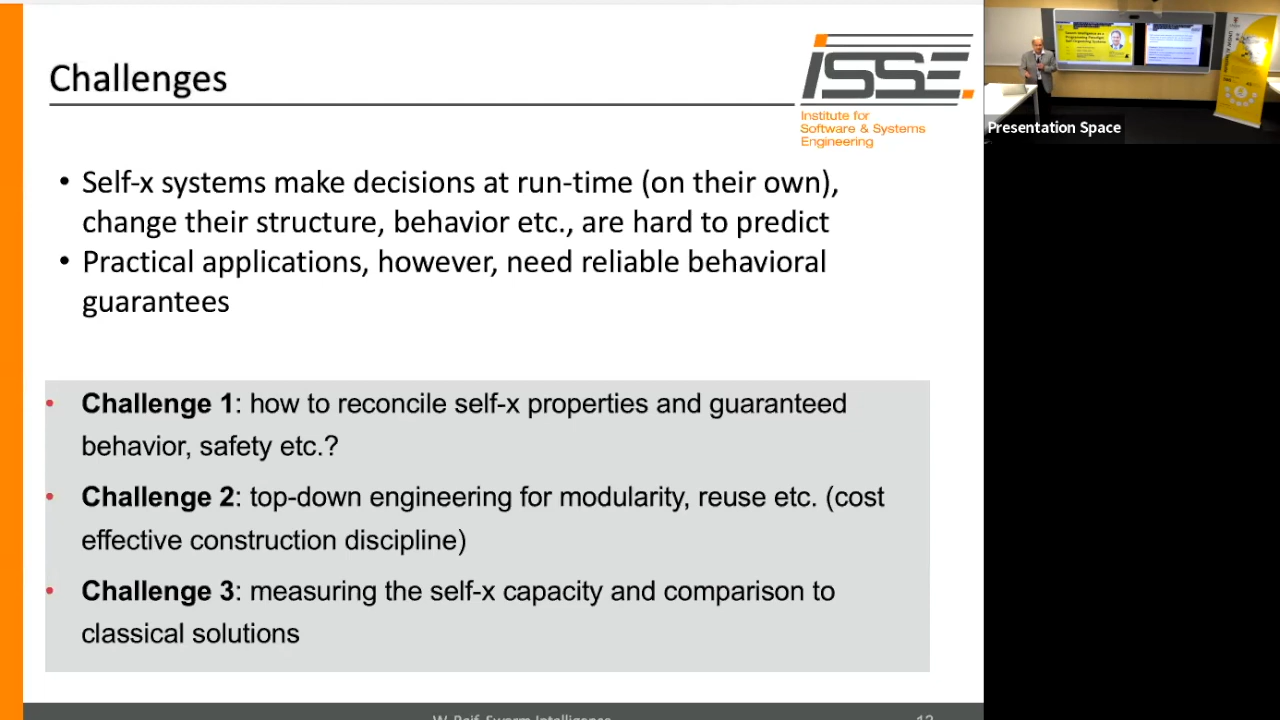 Challenges
ISSE
Institute for
Software & Systems
Engineering
• Self-x systems make decisions at run-time (on their own),
change their structure, behavior etc., are hard to predict
• Practical applications, however, need reliable behavioral
guarantees
• Challenge 1: how to reconcile self-x properties and guaranteed
behavior, safety etc.?
• Challenge 2: top-down engineering for modularity, reuse etc. (cost
effective construction discipline)
• Challenge 3: measuring the self-x capacity and comparison to
classical solutions
W. Reif, Swarm Intelligence
Presentation Space